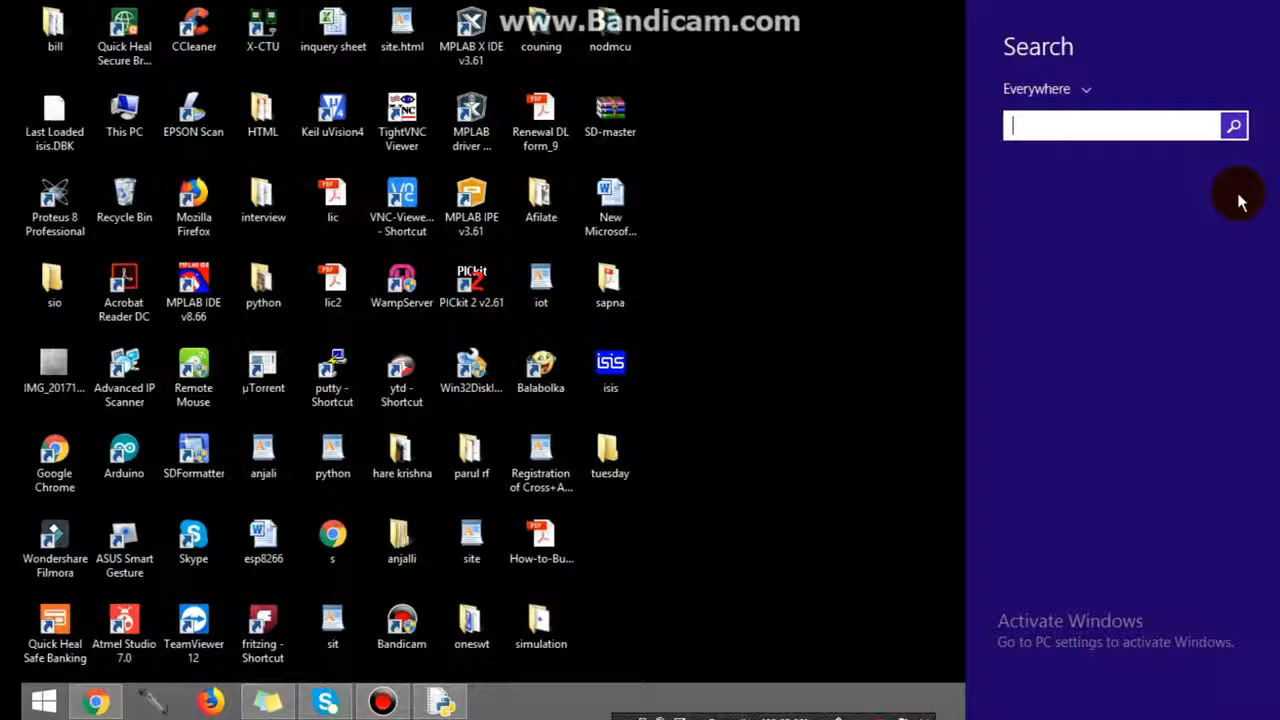 www.Bandicam.com
bill
Quick Heal
Secure Br...
CCleaner
X-CTU
inquery sheet
site.html
MPLAB X IDE
v3.61
couning
nodmcu
Last Loaded
isis.DBK
This PC
EPSON Scan
HTML
Keil uVision4
TightVNC
Viewer
MPLAB
driver ...
Renewal DL
form_9
SD-master
Proteus 8
Professional
Recycle Bin
Mozilla
Firefox
interview
lic
VNC-Viewe...
- Shortcut
MPLAB IPE
v3.61
Afilate
New
Microsof...
sio
Acrobat
Reader DC
MPLAB IDE
v8.66
python
lic2
WampServer
PICkit 2 v2.61
iot
sapna
IMG_20171...
Advanced IP
Scanner
Remote
Mouse
µTorrent
putty -
Shortcut
ytd -
Shortcut
Win32DiskI...
Balabolka
isis
Google
Chrome
Arduino
SDFormatter
anjali
python
hare krishna
parul rf
Registration
of Cross+A...
tuesday
Wondershare
Filmora
ASUS Smart
Gesture
Skype
esp8266
s
anjalli
site
How-to-Bu...
Quick Heal
Safe Banking
Atmel Studio
7.0
TeamViewer
12
fritzing -
Shortcut
sit
Bandicam
oneswt
simulation
Search
Everywhere
Activate Windows
Go to PC settings to activate Windows.